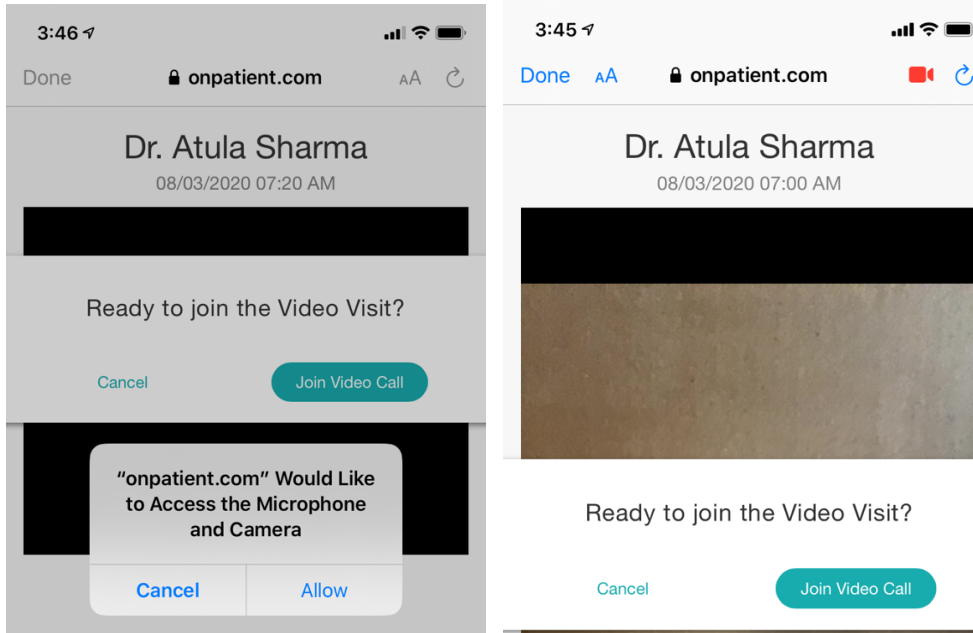 3:46
Done
onpatient.com
AA
Dr. Atula Sharma
08/03/2020 07:20 AM
Ready to join the Video Visit?
Cancel
Join Video Call
“onpatient.com” Would Like
to Access the Microphone
and Camera
Cancel
Allow
3:45
Done
AA
onpatient.com
Dr. Atula Sharma
08/03/2020 07:00 AM
Ready to join the Video Visit?
Cancel
Join Video Call